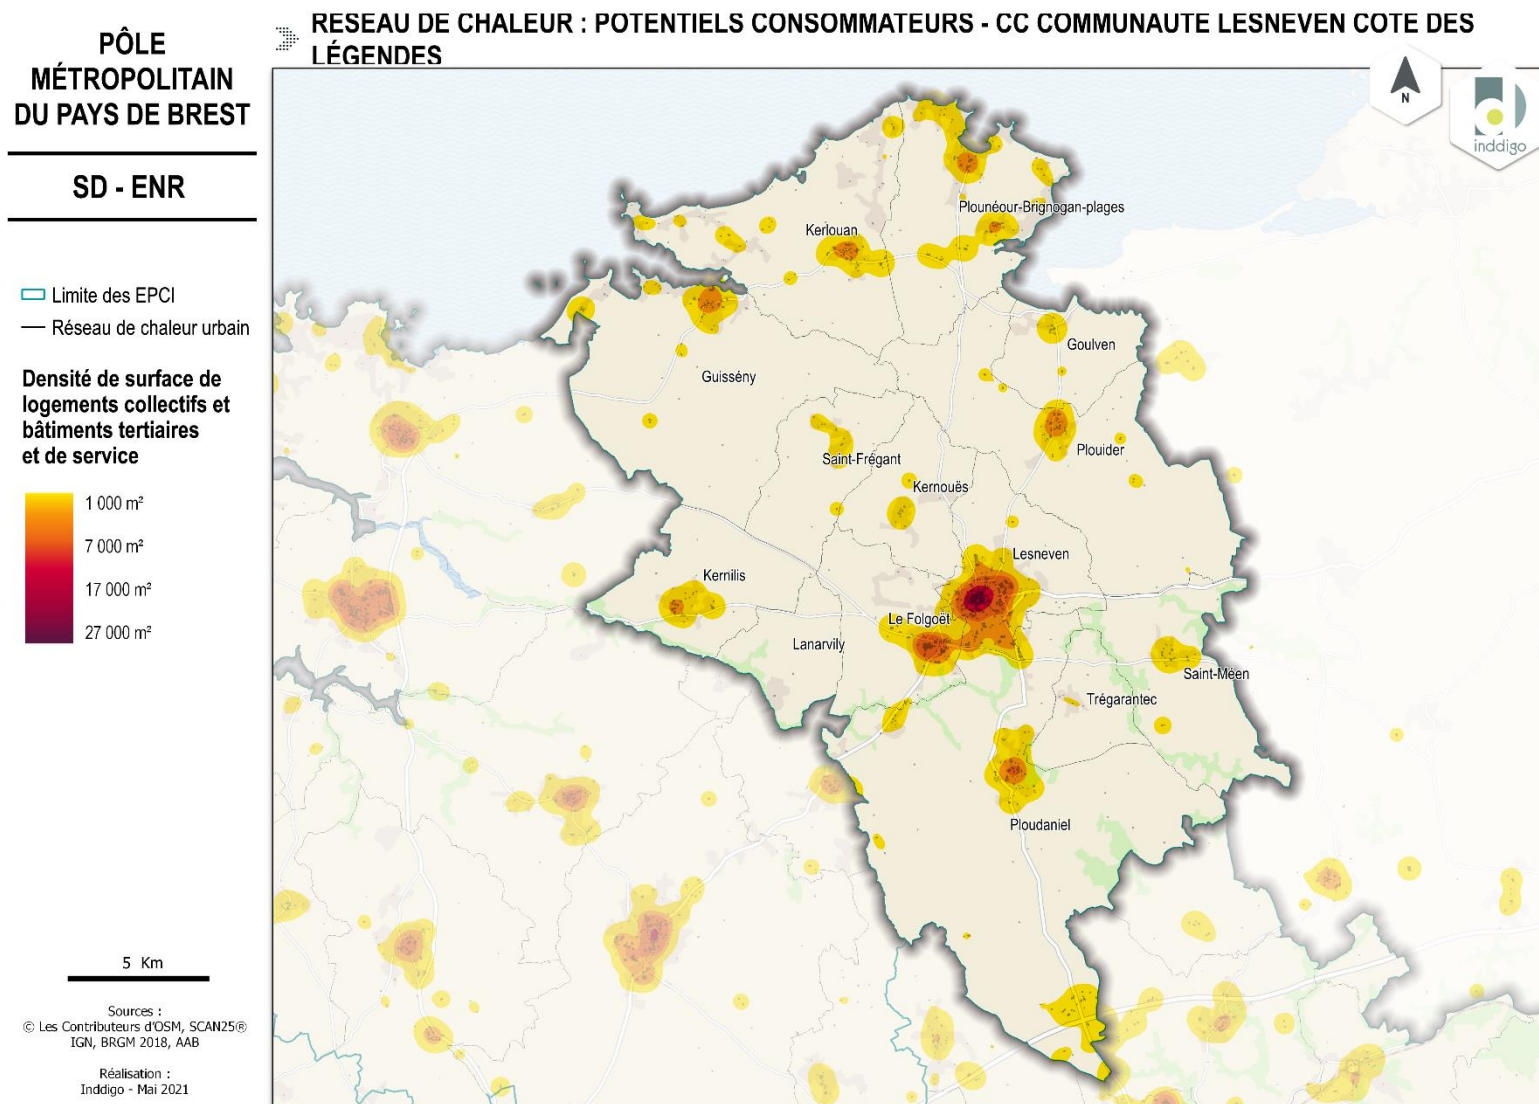 PÔLE
MÉTROPOLITAIN
DU PAYS DE BREST
SD - ENR
RESEAU DE CHALEUR : POTENTIELS CONSOMMATEURS - CC COMMUNAUTE LESNEVEN COTE DES
LÉGENDES
N
inddigo
Limite des EPCI
Réseau de chaleur urbain
Densité de surface de
logements collectifs et
bâtiments tertiaires
et de service
1 000 m²
7 000 m²
17 000 m²
27 000 m²
Plounéour-Brignogan-plages
Kerlouan
Goulven
Guissény
Plouider
Saint-Frégant
Kernouës
Lesneven
Kernilis
Le Folgoët
Lanarvily
Saint-Méen
Trégarantec
Ploudaniel
5 Km
Sources :
© Les Contributeurs d'OSM, SCAN25®
IGN, BRGM 2018, AAB
Réalisation :
Inddigo - Mai 2021